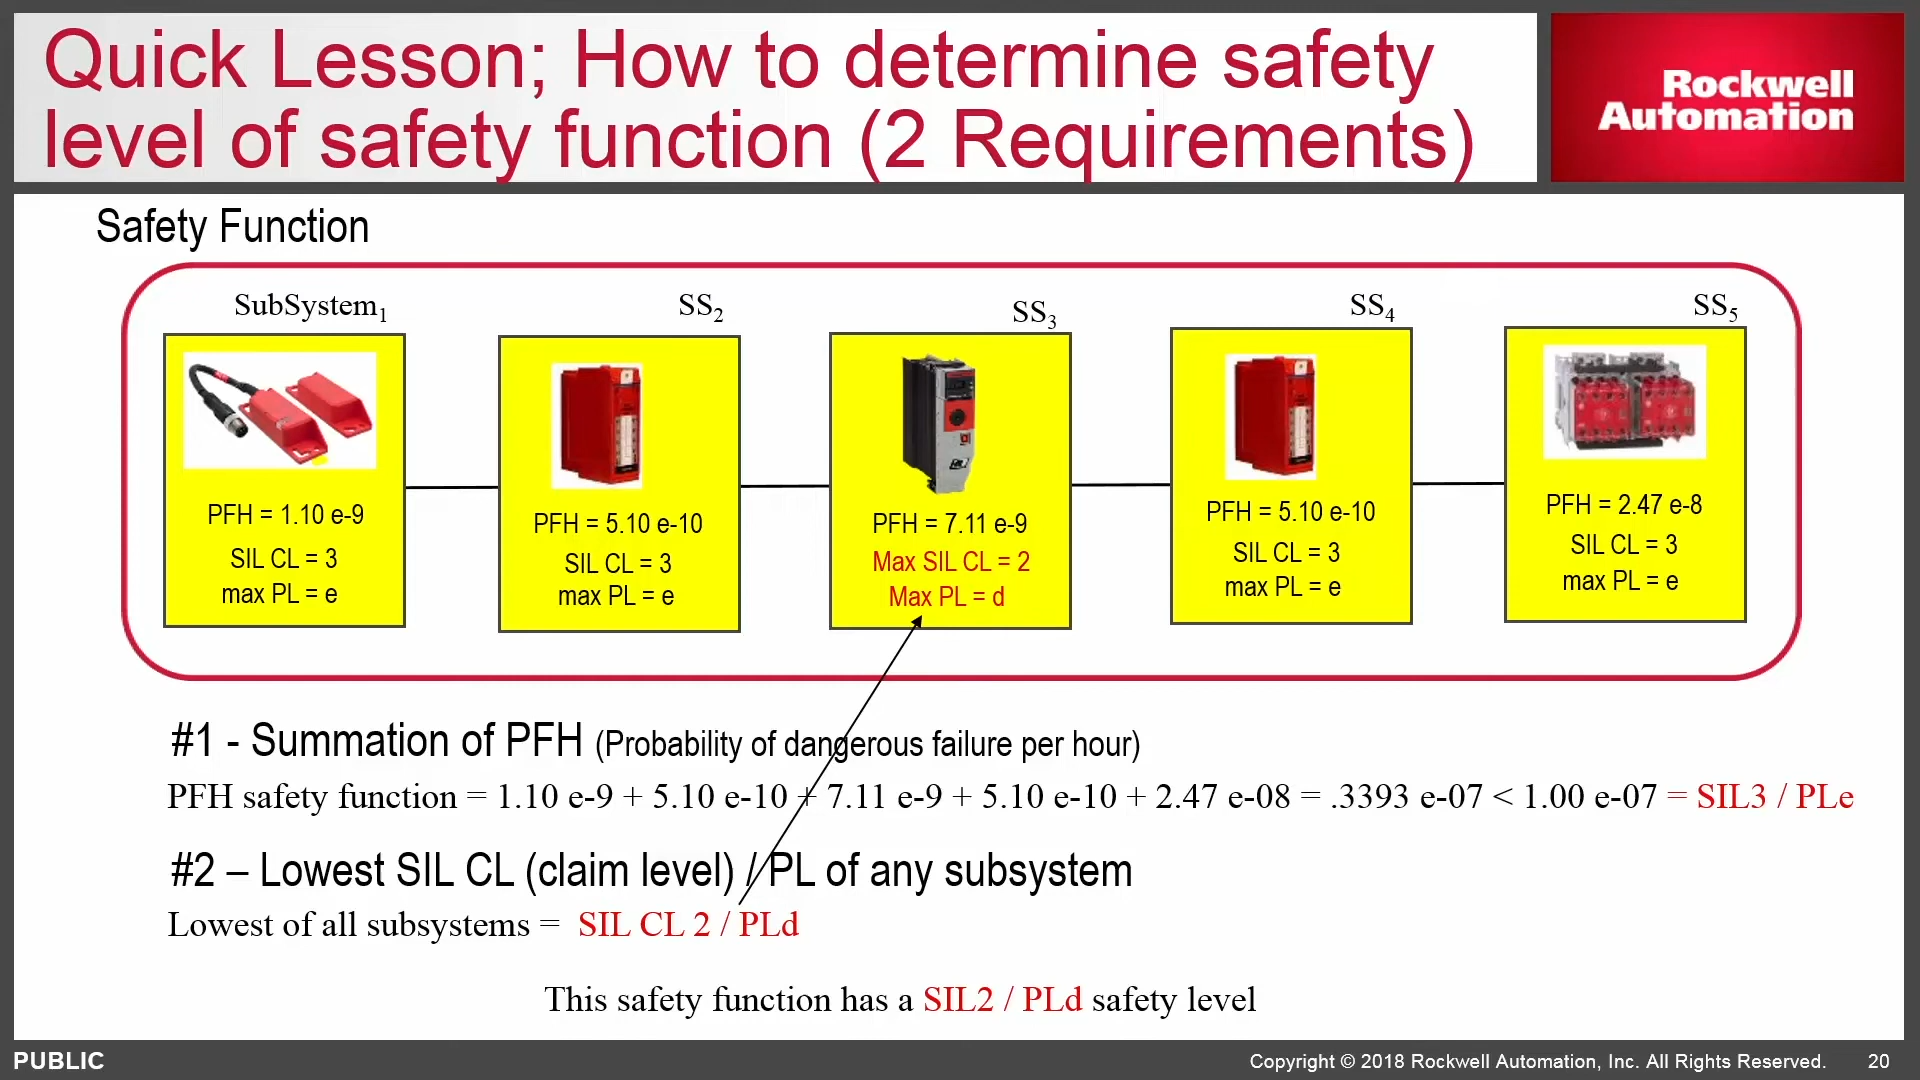 Quick Lesson; How to determine safety
level of safety function (2 Requirements)
Rockwell
Automation
Safety Function
SubSystem1
PFH = 1.10 e-9
SIL CL = 3
max PL = e
SS2
PFH = 5.10 e-10
SIL CL = 3
max PL = e
SS3
PFH = 7.11 e-9
Max SIL CL = 2
Max PL = d
SS4
PFH = 5.10 e-10
SIL CL = 3
max PL = e
SS5
PFH = 2.47 e-8
SIL CL = 3
max PL = e
#1 - Summation of PFH (Probability of dangerous failure per hour)
PFH safety function = 1.10 e-9 + 5.10 e-10 + 7.11 e-9 + 5.10 e-10 + 2.47 e-08 = .3393 e-07 < 1.00 e-07 = SIL3 / PLe
#2 – Lowest SIL CL (claim level) / PL of any subsystem
Lowest of all subsystems = SIL CL 2 / PLd
This safety function has a SIL2 / PLd safety level
PUBLIC
Copyright © 2018 Rockwell Automation, Inc. All Rights Reserved. 20